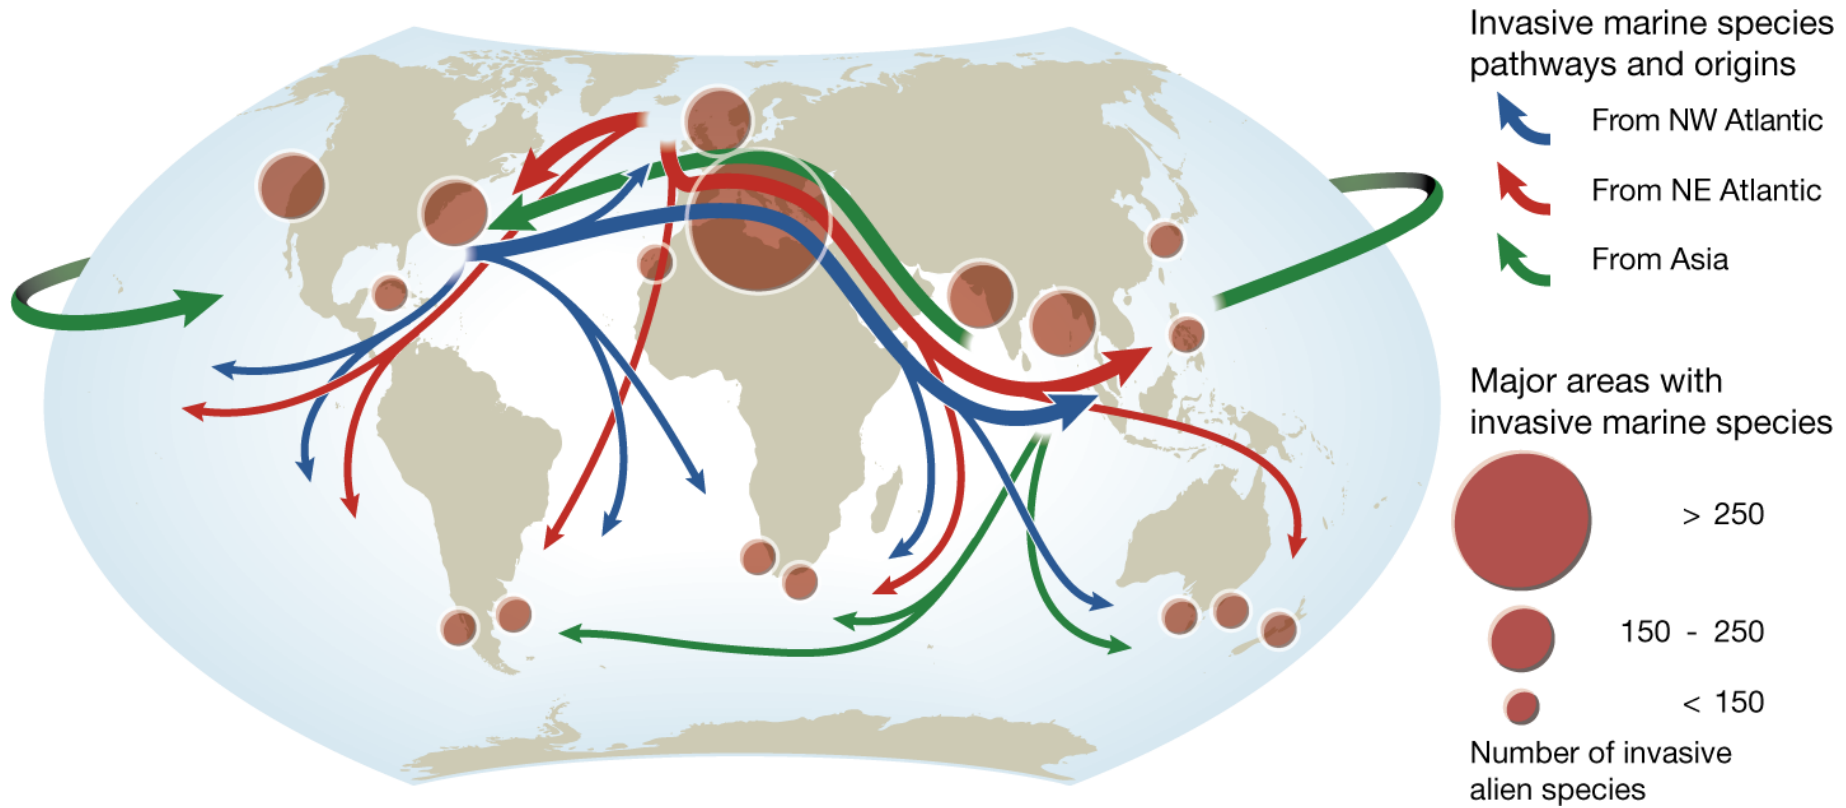 Invasive marine species
pathways and origins
From NW Atlantic
From NE Atlantic
From Asia
Major areas with
invasive marine species
> 250
150 - 250
< 150
Number of invasive
alien species